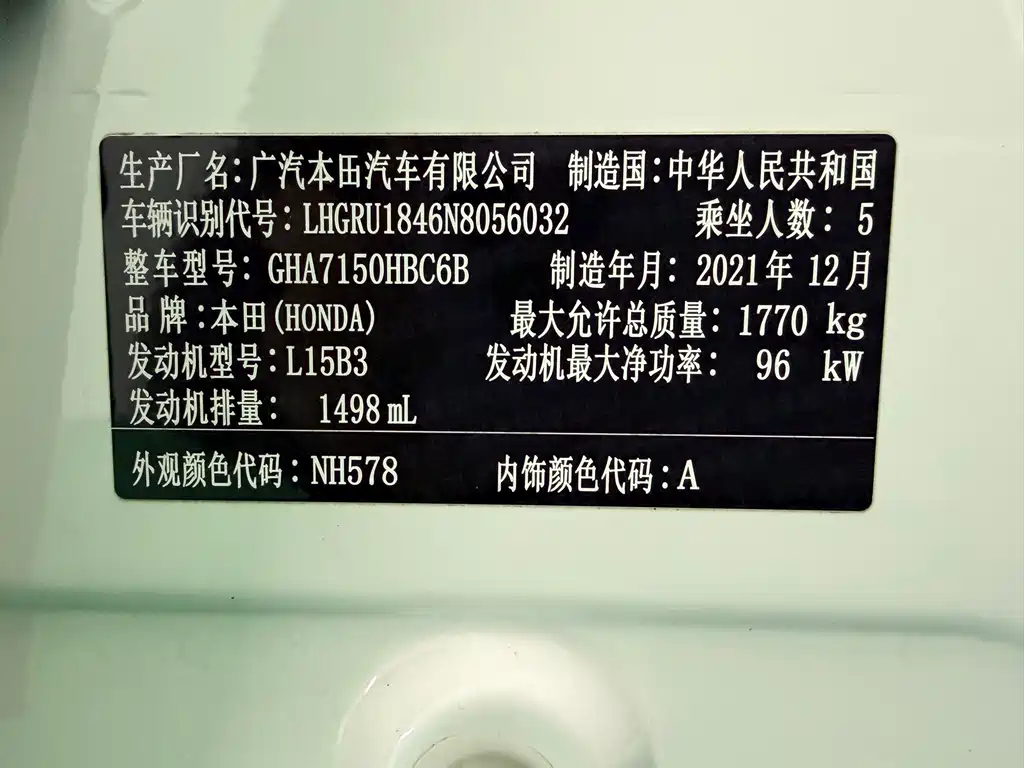 生产厂名:广汽本田汽车有限公司 制造国:中华人民共和国
车辆识别代号:LHGRU1846N8056032 乘坐人数: 5
整车型号: GHA7150HBC6B 制造年月: 2021年 12月
品 牌:本田(HONDA) 最大允许总质量: 1770 kg
发动机型号:L15B3 发动机最大净功率: 96 kW
发动机排量: 1498 mL
外观颜色代码:NH578 内饰颜色代码:A